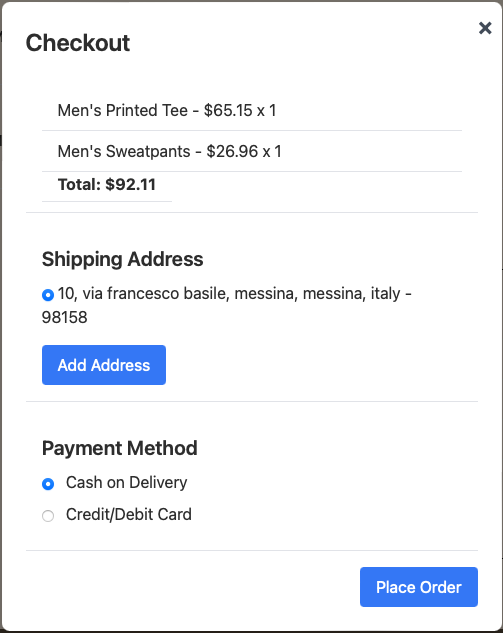 Checkout
Men's Printed Tee - $65.15 x 1
Men's Sweatpants - $26.96 x 1
Total: $92.11
Shipping Address
10, via francesco basile, messina, messina, italy -
98158
Add Address
Payment Method
Cash on Delivery
Credit/Debit Card
Place Order